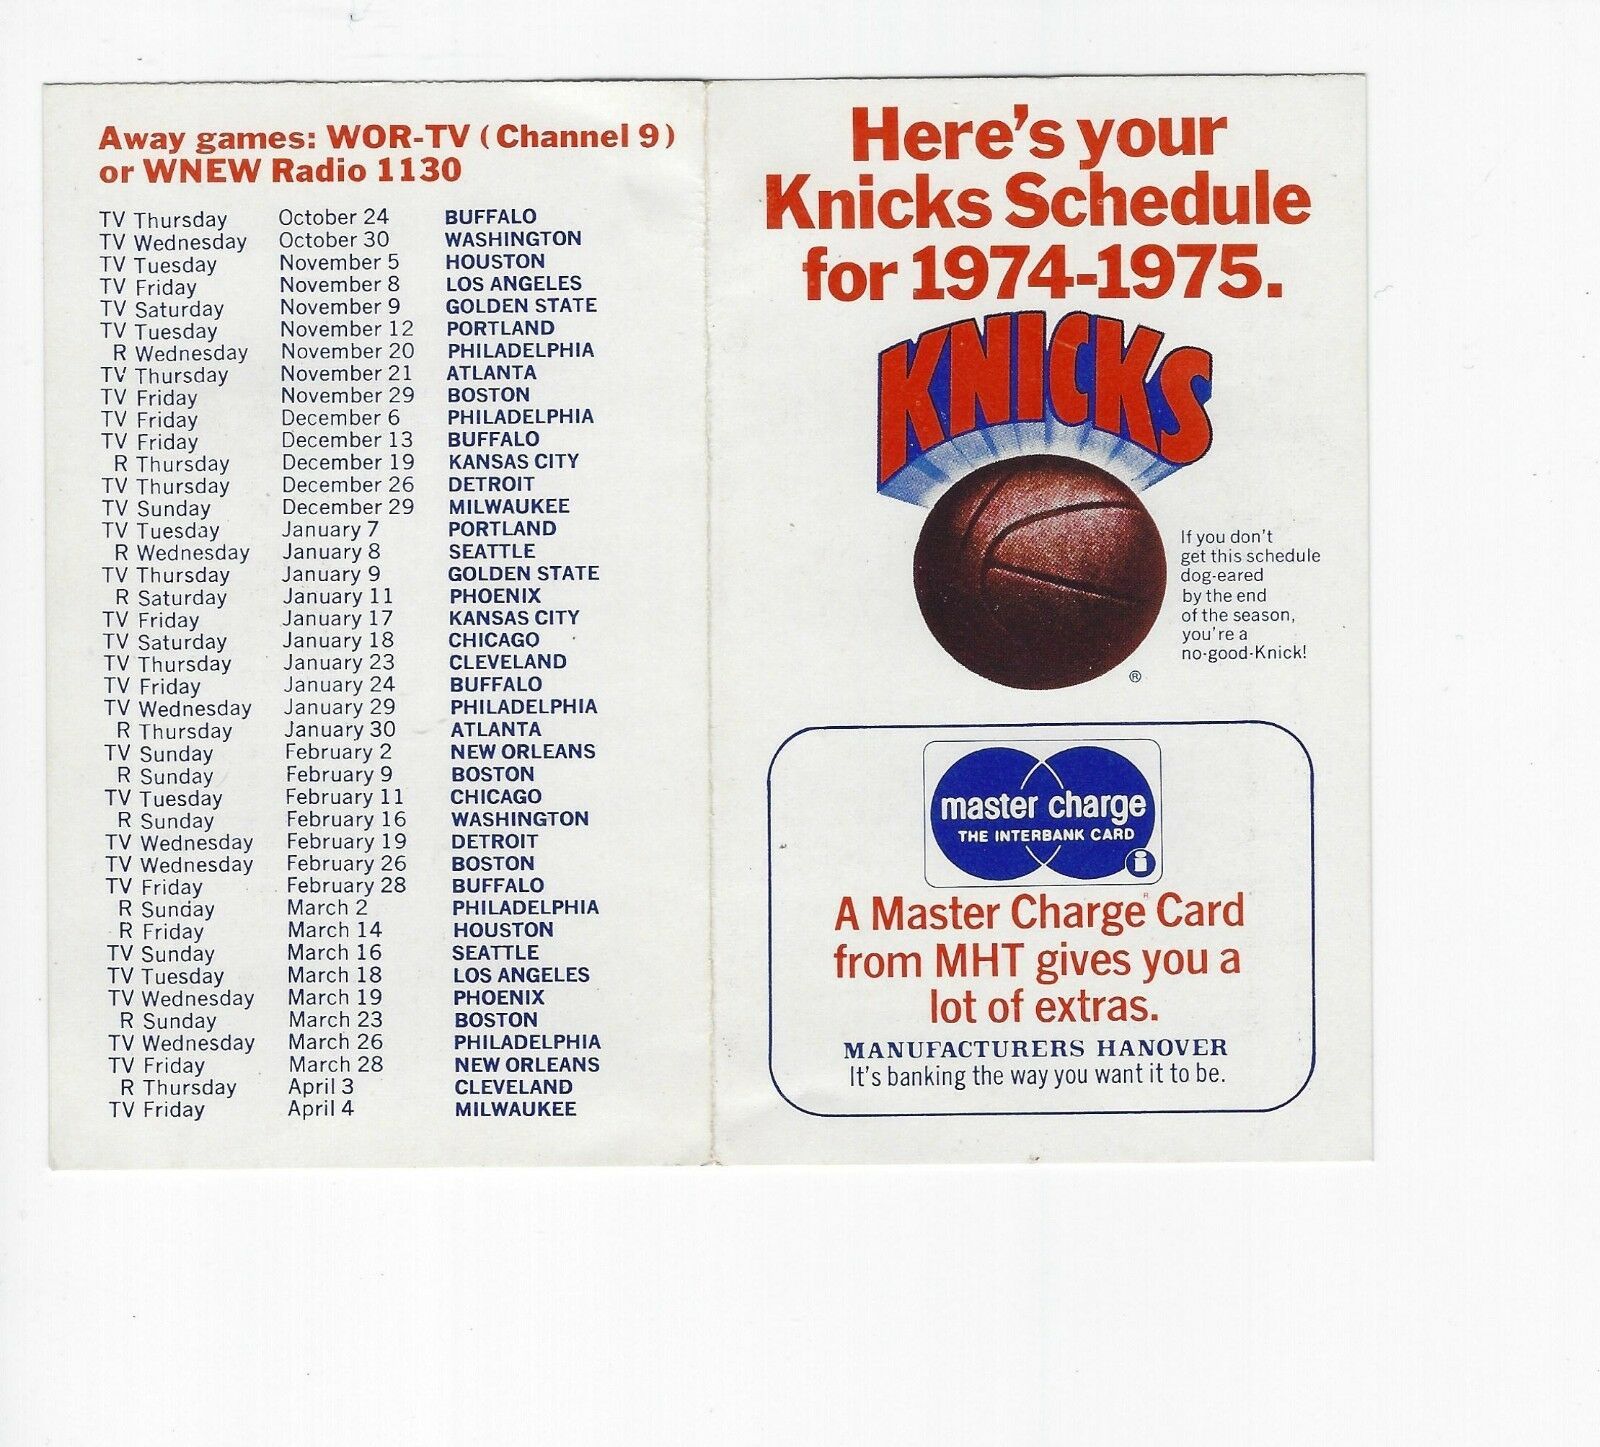 Away games: WOR-TV (Channel 9)
or WNEW Radio 1130
TV Thursday October 24 BUFFALO
TV Wednesday October 30 WASHINGTON
TV Tuesday November 5 HOUSTON
TV Friday November 8 LOS ANGELES
TV Saturday November 9 GOLDEN STATE
TV Tuesday November 12 PORTLAND
R Wednesday November 20 PHILADELPHIA
TV Thursday November 21 ATLANTA
TV Friday November 29 BOSTON
TV Friday December 6 PHILADELPHIA
TV Friday December 13 BUFFALO
R Thursday December 19 KANSAS CITY
TV Thursday December 26 DETROIT
TV Sunday December 29 MILWAUKEE
TV Tuesday January 7 PORTLAND
R Wednesday January 8 SEATTLE
TV Thursday January 9 GOLDEN STATE
R Saturday January 11 PHOENIX
TV Friday January 17 KANSAS CITY
TV Saturday January 18 CHICAGO
TV Thursday January 23 CLEVELAND
TV Friday January 24 BUFFALO
TV Wednesday January 29 PHILADELPHIA
R Thursday January 30 ATLANTA
TV Sunday February 2 NEW ORLEANS
R Sunday February 9 BOSTON
TV Tuesday February 11 CHICAGO
R Sunday February 16 WASHINGTON
TV Wednesday February 19 DETROIT
TV Wednesday February 26 BOSTON
TV Friday February 28 BUFFALO
R Sunday March 2 PHILADELPHIA
R Friday March 14 HOUSTON
TV Sunday March 16 SEATTLE
TV Tuesday March 18 LOS ANGELES
TV Wednesday March 19 PHOENIX
R Sunday March 23 BOSTON
TV Wednesday March 26 PHILADELPHIA
TV Friday March 28 NEW ORLEANS
R Thursday April 3 CLEVELAND
TV Friday April 4 MILWAUKEE
Here's your
Knicks Schedule
for 1974-1975.
KNICKS
®
If you don't
get this schedule
dog-eared
by the end
of the season,
you're a
no-good-Knick!
master charge
THE INTERBANK CARD
i
A Master Charge® Card
from MHT gives you a
lot of extras.
MANUFACTURERS HANOVER
It's banking the way you want it to be.